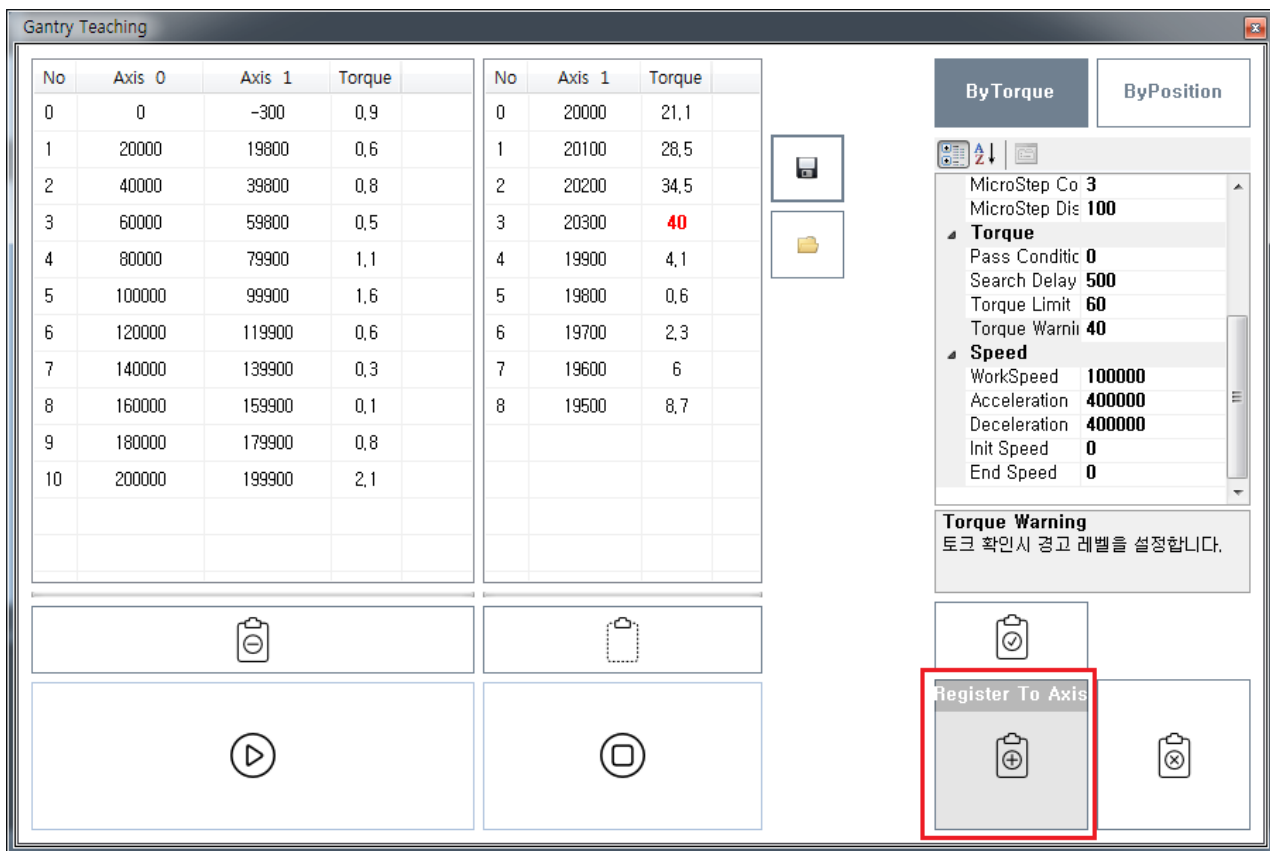 Gantry Teaching
No Axis 0 Axis 1 Torque
0 0 -300 0,9
1 20000 19800 0,6
2 40000 39800 0,8
3 60000 59800 0,5
4 80000 79900 1,1
5 100000 99900 1,6
6 120000 119900 0,6
7 140000 139900 0,3
8 160000 159900 0,1
9 180000 179900 0,8
10 200000 199900 2,1
No Axis 1 Torque
0 20000 21,1
1 20100 28,5
2 20200 34,5
3 20300 40
4 19900 4,1
5 19800 0,6
6 19700 2,3
7 19600 6
8 19500 8,7
ByTorque ByPosition
MicroStep Co 3
MicroStep Dis 100
Torque
Pass Conditic 0
Search Delay 500
Torque Limit 60
Torque Warnii 40
Speed
WorkSpeed 100000
Acceleration 400000
Deceleration 400000
Init Speed 0
End Speed 0
Torque Warning
토크 확인시 경고 레벨을 설정합니다.
Register To Axis